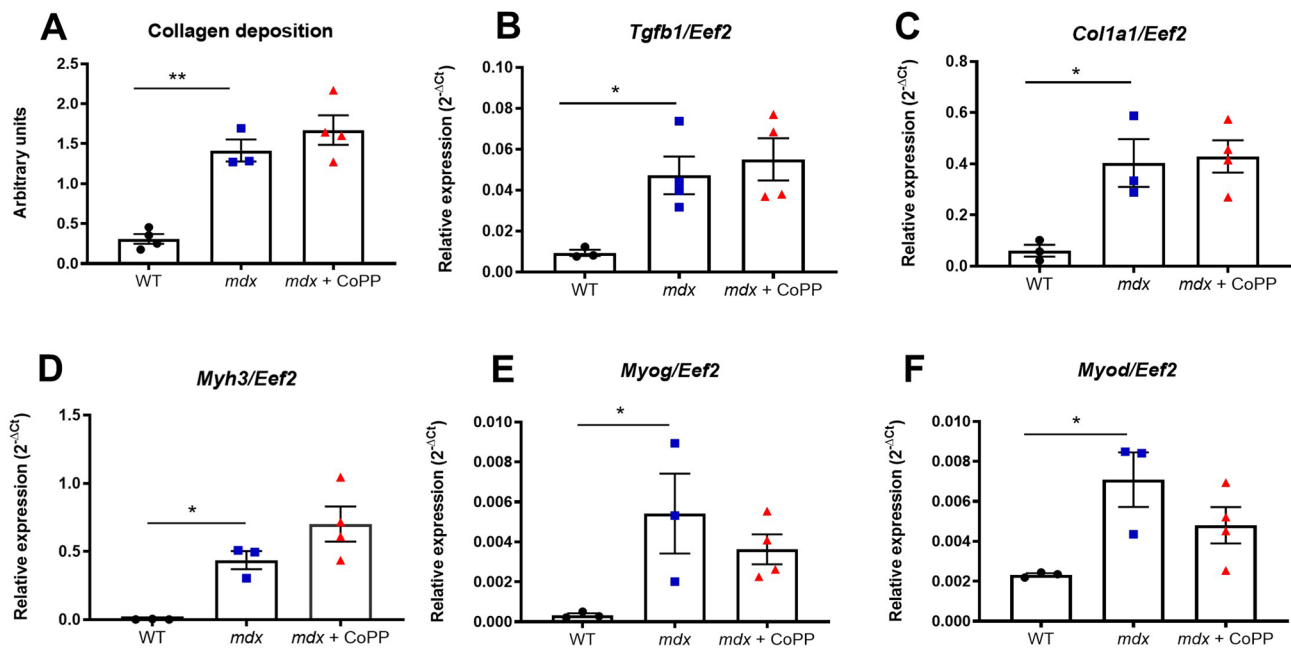 A
Collagen deposition
Arbitrary units
2.5
2.0
1.5
1.0
0.5
0.0
**
WT
mdx
mdx + CoPP
B
Tgfb1/Eef2
Relative expression (2^-ΔCt)
0.10
0.08
0.06
0.04
0.02
0.00
*
WT
mdx
mdx + CoPP
C
Col1a1/Eef2
Relative expression (2^-ΔCt)
0.8
0.6
0.4
0.2
0.0
*
WT
mdx
mdx + CoPP
D
Myh3/Eef2
Relative expression (2^-ΔCt)
1.5
1.0
0.5
0.0
*
WT
mdx
mdx + CoPP
E
Myog/Eef2
Relative expression (2^-ΔCt)
0.010
0.008
0.006
0.004
0.002
0.000
*
WT
mdx
mdx + CoPP
F
Myod/Eef2
Relative expression (2^-ΔCt)
0.010
0.008
0.006
0.004
0.002
0.000
*
WT
mdx
mdx + CoPP